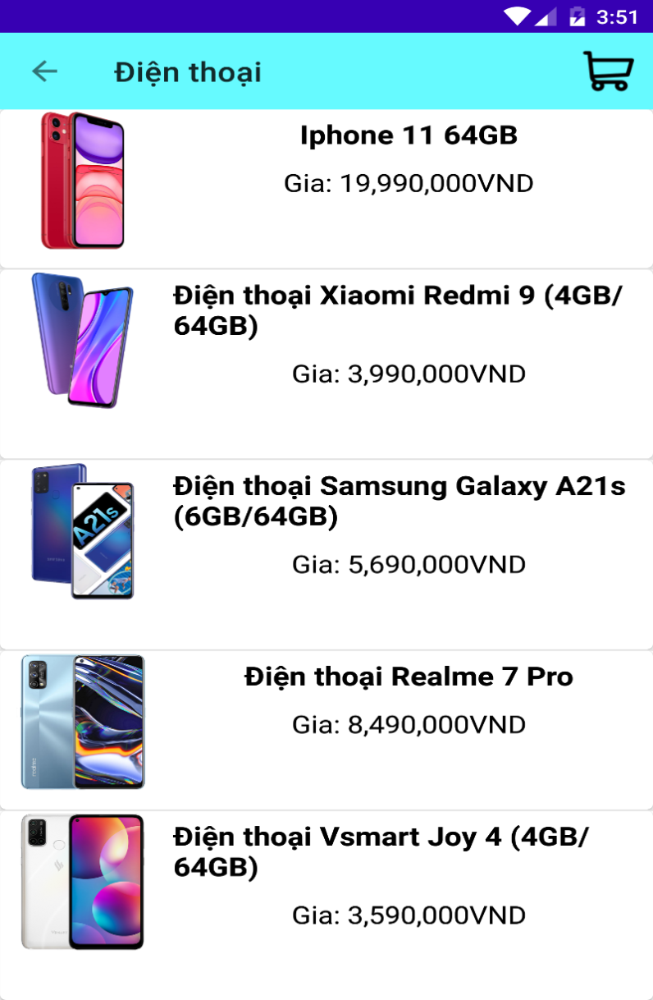 3:51
Điện thoại
Iphone 11 64GB
Gia: 19,990,000VND
Điện thoại Xiaomi Redmi 9 (4GB/
64GB)
Gia: 3,990,000VND
Điện thoại Samsung Galaxy A21s
(6GB/64GB)
Gia: 5,690,000VND
A21s
Điện thoại Realme 7 Pro
Gia: 8,490,000VND
realme
Điện thoại Vsmart Joy 4 (4GB/
64GB)
Gia: 3,590,000VND